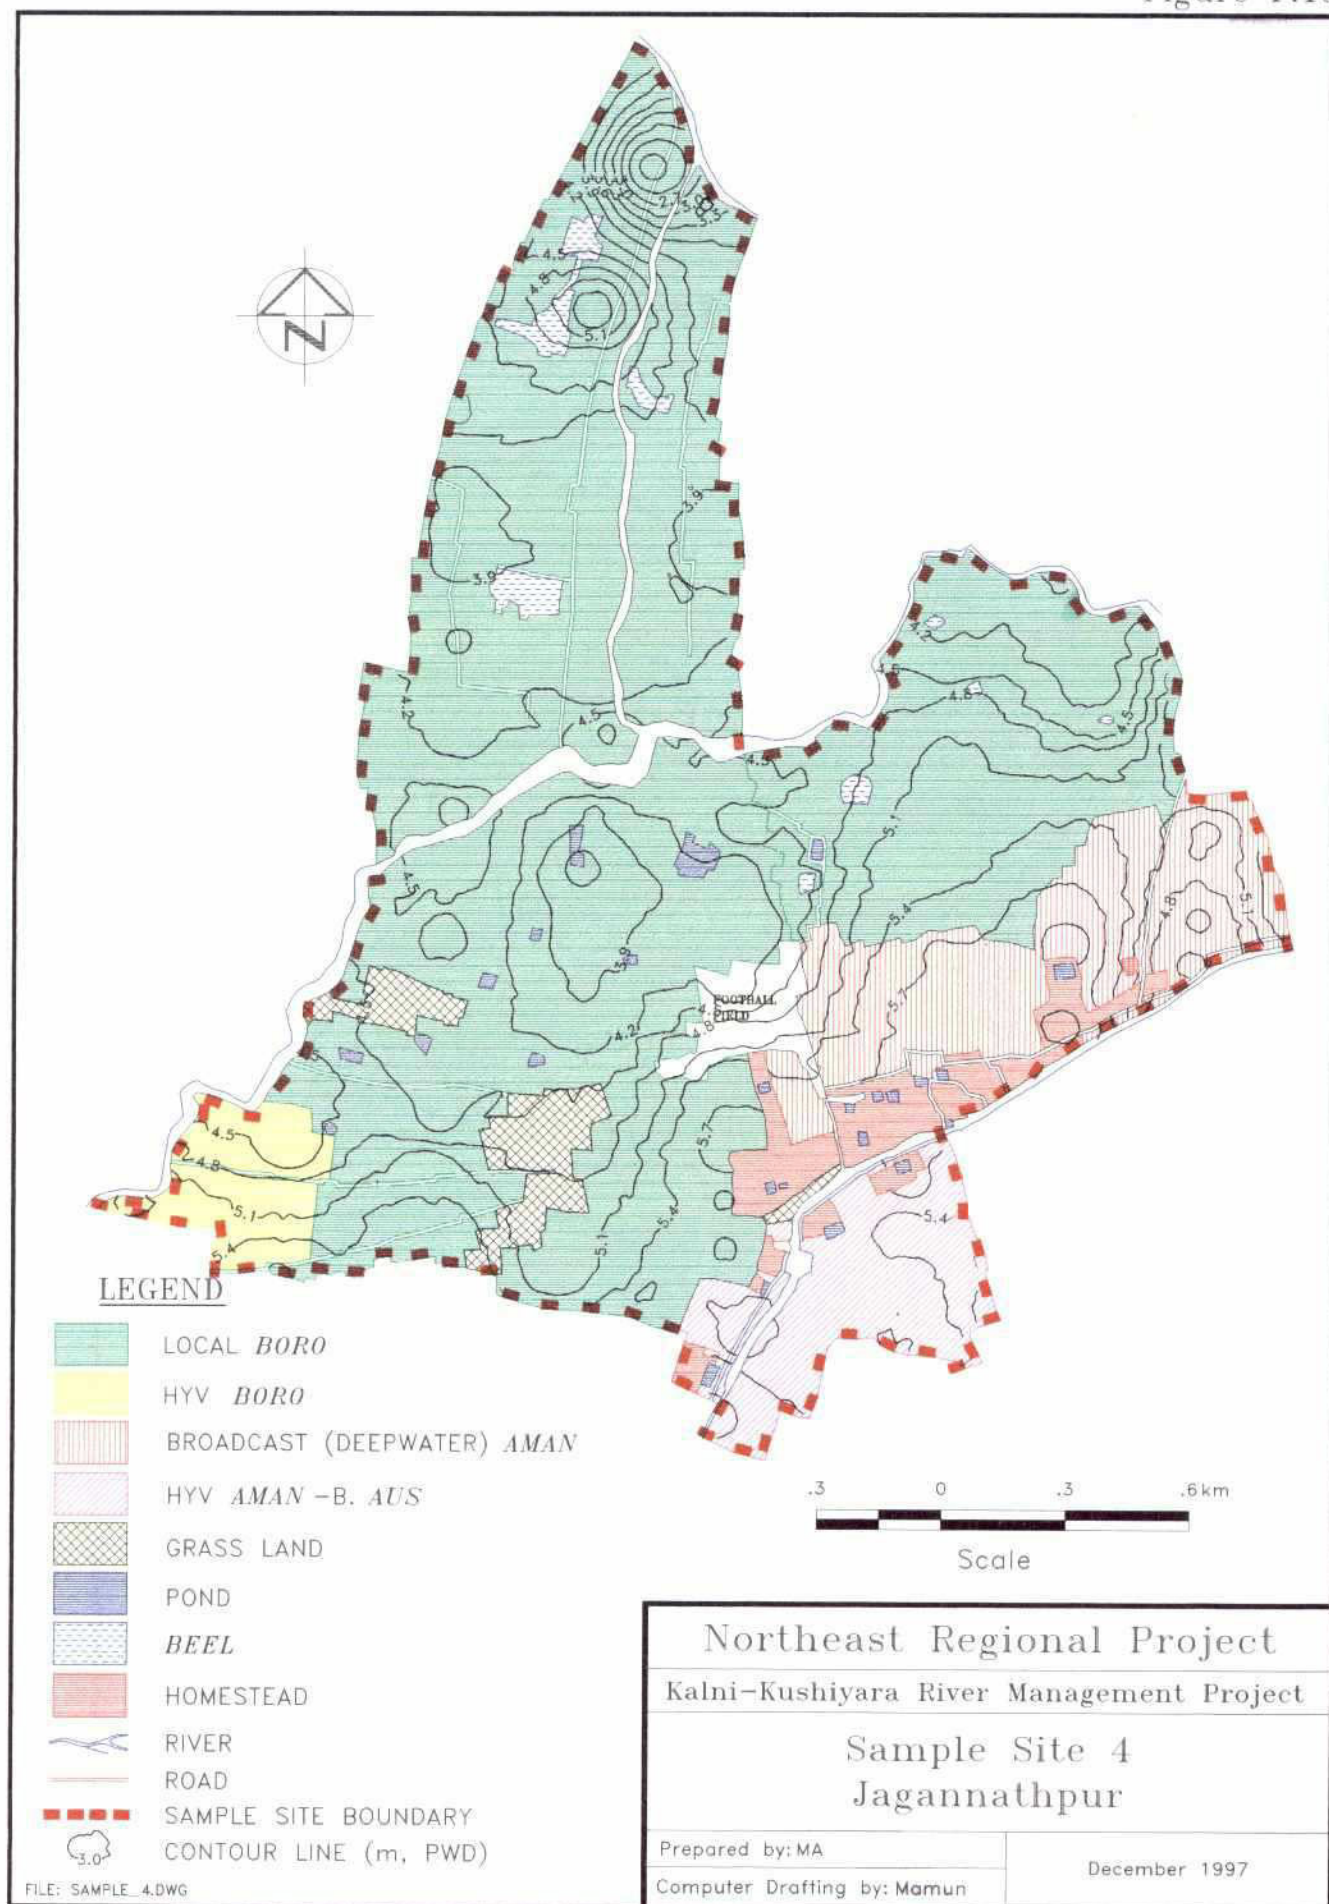 4.5
4.8
5.1
3.9
3.9
4.2
4.2
4.5
4.8
4.5
4.5
4.5
5.1
4.5
5.4
4.8
5.1
3.9
5.7
FOOTBALL
FIELD
4.2
4.8
4.5
5.7
4.8
5.1
5.4
5.4
5.1
5.4
N
LEGEND
LOCAL BORO
HYV BORO
BROADCAST (DEEPWATER) AMAN
HYV AMAN -B. AUS
GRASS LAND
POND
BEEL
HOMESTEAD
RIVER
ROAD
SAMPLE SITE BOUNDARY
3.0 CONTOUR LINE (m, PWD)
FILE: SAMPLE_4.DWG
.3 0 .3 .6km
Scale
Northeast Regional Project
Kalni-Kushiyara River Management Project
Sample Site 4
Jagannathpur
Prepared by: MA
Computer Drafting by: Mamun
December 1997